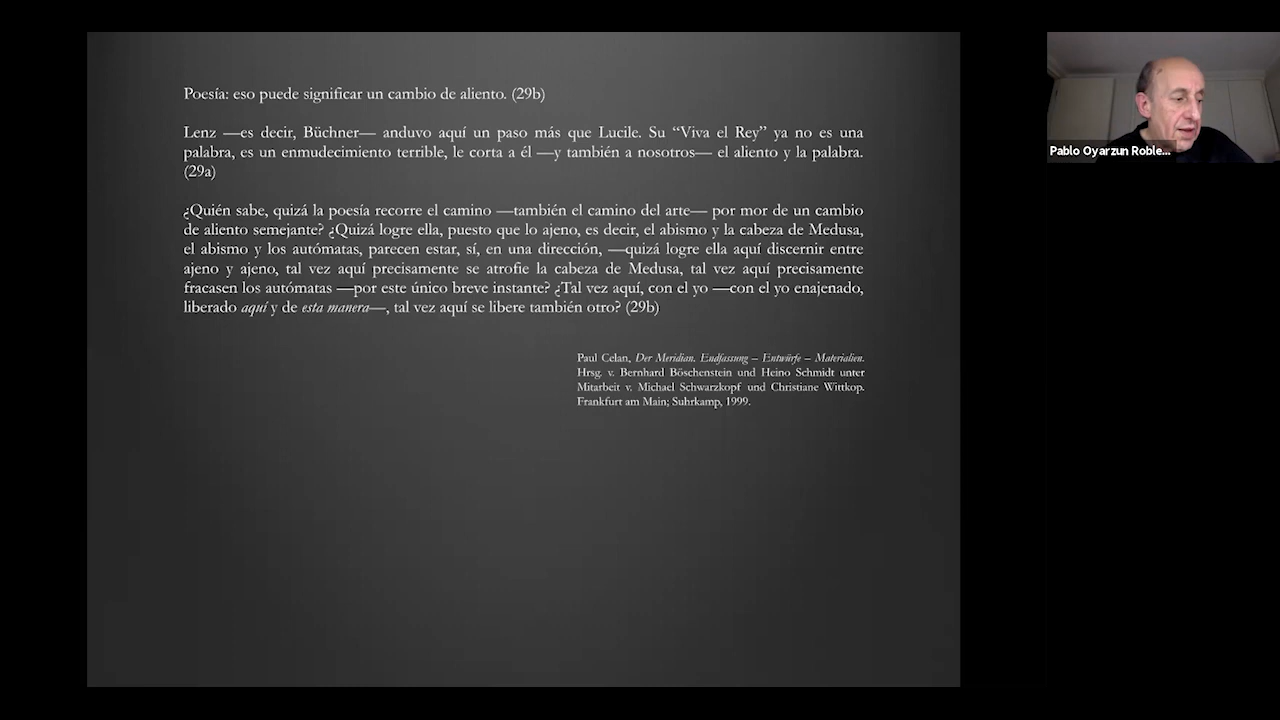 Poesía: eso puede significar un cambio de aliento. (29b)
Lenz —es decir, Büchner— anduvo aquí un paso más que Lucile. Su “Viva el Rey” ya no es una
palabra, es un enmudecimiento terrible, le corta a él —y también a nosotros— el aliento y la palabra.
(29a)
¿Quién sabe, quizá la poesía recorre el camino —también el camino del arte— por mor de un cambio
de aliento semejante? ¿Quizá logre ella, puesto que lo ajeno, es decir, el abismo y la cabeza de Medusa,
el abismo y los autómatas, parecen estar, sí, en una dirección, —quizá logre ella aquí discernir entre
ajeno y ajeno, tal vez aquí precisamente se atrofie la cabeza de Medusa, tal vez aquí precisamente
fracasen los autómatas —por este único breve instante? ¿Tal vez aquí, con el yo —con el yo enajenado,
liberado aquí y de esta manera—, tal vez aquí se libere también otro? (29b)
Paul Celan, Der Meridian. Endfassung – Entwürfe – Materialien.
Hrsg. v. Bernhard Böschenstein und Heino Schmidt unter
Mitarbeit v. Michael Schwarzkopf und Christiane Wittkop.
Frankfurt am Main; Suhrkamp, 1999.
Pablo Oyarzun Roble...